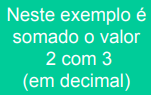 Neste exemplo é
somado o valor
2 com 3
(em decimal)